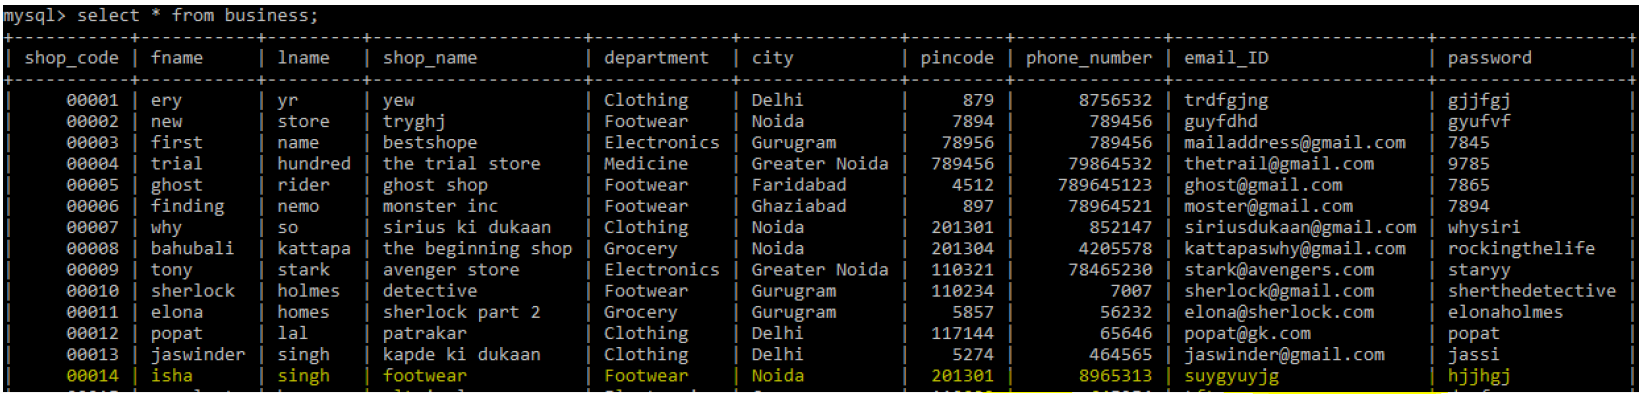 mysql> select * from business;
+-----------+----------+---------+--------------------+-------------+---------------+---------+--------------+------------------------+------------------+
| shop_code | fname | lname | shop_name | department | city | pincode | phone_number | email_ID | password |
+-----------+----------+---------+--------------------+-------------+---------------+---------+--------------+------------------------+------------------+
| 00001 | ery | yr | yew | Clothing | Delhi | 879 | 8756532 | trdfgjng | gjjfgj |
| 00002 | new | store | tryghj | Footwear | Noida | 7894 | 789456 | guyfdhd | gyufvf |
| 00003 | first | name | bestshope | Electronics | Gurugram | 78956 | 789456 | mailaddress@gmail.com | 7845 |
| 00004 | trial | hundred | the trial store | Medicine | Greater Noida | 789456 | 79864532 | thetrail@gmail.com | 9785 |
| 00005 | ghost | rider | ghost shop | Footwear | Faridabad | 4512 | 789645123 | ghost@gmail.com | 7865 |
| 00006 | finding | nemo | monster inc | Footwear | Ghaziabad | 897 | 78964521 | moster@gmail.com | 7894 |
| 00007 | why | so | sirius ki dukaan | Clothing | Noida | 201301 | 852147 | siriusdukaan@gmail.com | whysiri |
| 00008 | bahubali | kattapa | the beginning shop | Grocery | Noida | 201304 | 4205578 | kattapaswhy@gmail.com | rockingthelife |
| 00009 | tony | stark | avenger store | Electronics | Greater Noida | 110321 | 78465230 | stark@avengers.com | staryy |
| 00010 | sherlock | holmes | detective | Footwear | Gurugram | 110234 | 7007 | sherlock@gmail.com | sherthedetective |
| 00011 | elona | homes | sherlock part 2 | Grocery | Gurugram | 5857 | 56232 | elona@sherlock.com | elonaholmes |
| 00012 | popat | lal | patrakar | Clothing | Delhi | 117144 | 65646 | popat@gk.com | popat |
| 00013 | jaswinder | singh | kapde ki dukaan | Clothing | Delhi | 5274 | 464565 | jaswinder@gmail.com | jassi |
| 00014 | isha | singh | footwear | Footwear | Noida | 201301 | 8965313 | suygyuyjg | hjjhgj |